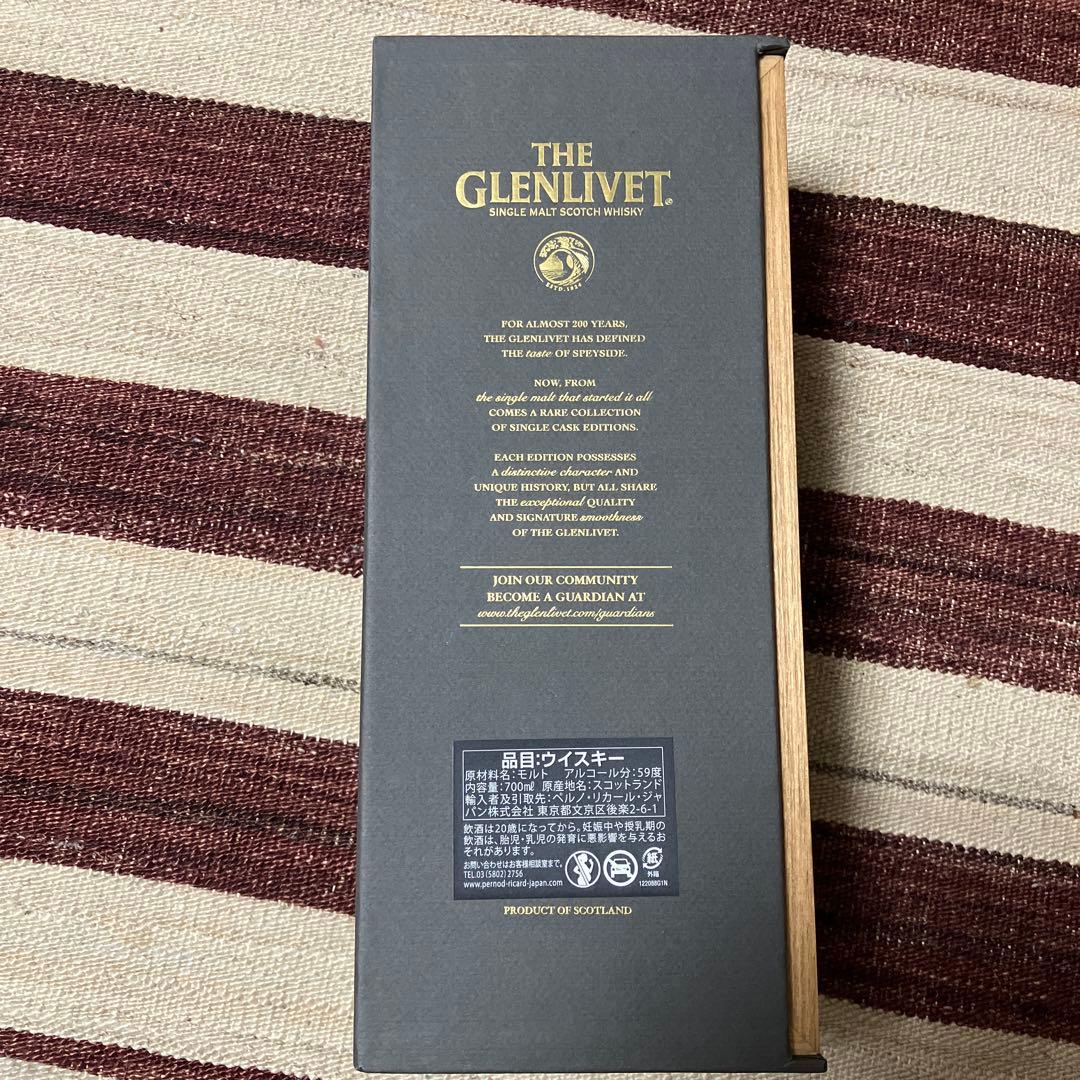 THE
GLENLIVET®
SINGLE MALT SCOTCH WHISKY
ESTD. 1824
FOR ALMOST 200 YEARS,
THE GLENLIVET HAS DEFINED
THE taste OF SPEYSIDE.
NOW, FROM
the single malt that started it all
COMES A RARE COLLECTION
OF SINGLE CASK EDITIONS.
EACH EDITION POSSESSES
A distinctive character AND
UNIQUE HISTORY, BUT ALL SHARE
THE exceptional QUALITY
AND SIGNATURE smoothness
OF THE GLENLIVET.
JOIN OUR COMMUNITY
BECOME A GUARDIAN AT
www.theglenlivet.com/guardians
品目:ウイスキー
原材料名:モルト アルコール分:59度
内容量:700mℓ 原産地名:スコットランド
輸入者及引取先:ペルノ・リカール・ジャ
パン株式会社 東京都文京区後楽2-6-1
飲酒は20歳になってから。妊娠中や授乳期の
飲酒は、胎児・乳児の発育に悪影響を与えるお
それがあります。
お問い合わせはお客様相談室まで。
TEL.03(5802)2756
www.pernod-ricard-japan.com
紙
外箱
122088G1N
PRODUCT OF SCOTLAND